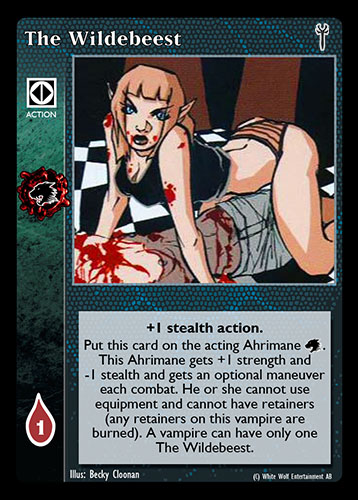 The Wildebeest
ACTION
+1 stealth action.
Put this card on the acting Ahrimane .
This Ahrimane gets +1 strength and
-1 stealth and gets an optional maneuver
each combat. He or she cannot use
equipment and cannot have retainers
(any retainers on this vampire are
burned). A vampire can have only one
The Wildebeest.
1
Illus: Becky Cloonan
(C) White Wolf Entertainment AB